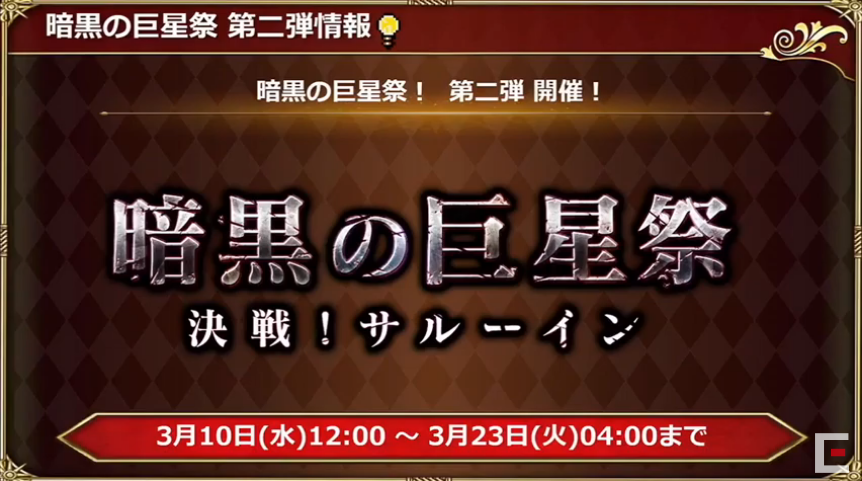 暗黒の巨星祭 第二弾情報
暗黒の巨星祭！ 第二弾 開催！
暗黒の巨星祭
決戦！サルーイン
3月10日(水)12:00 〜 3月23日(火)04:00まで